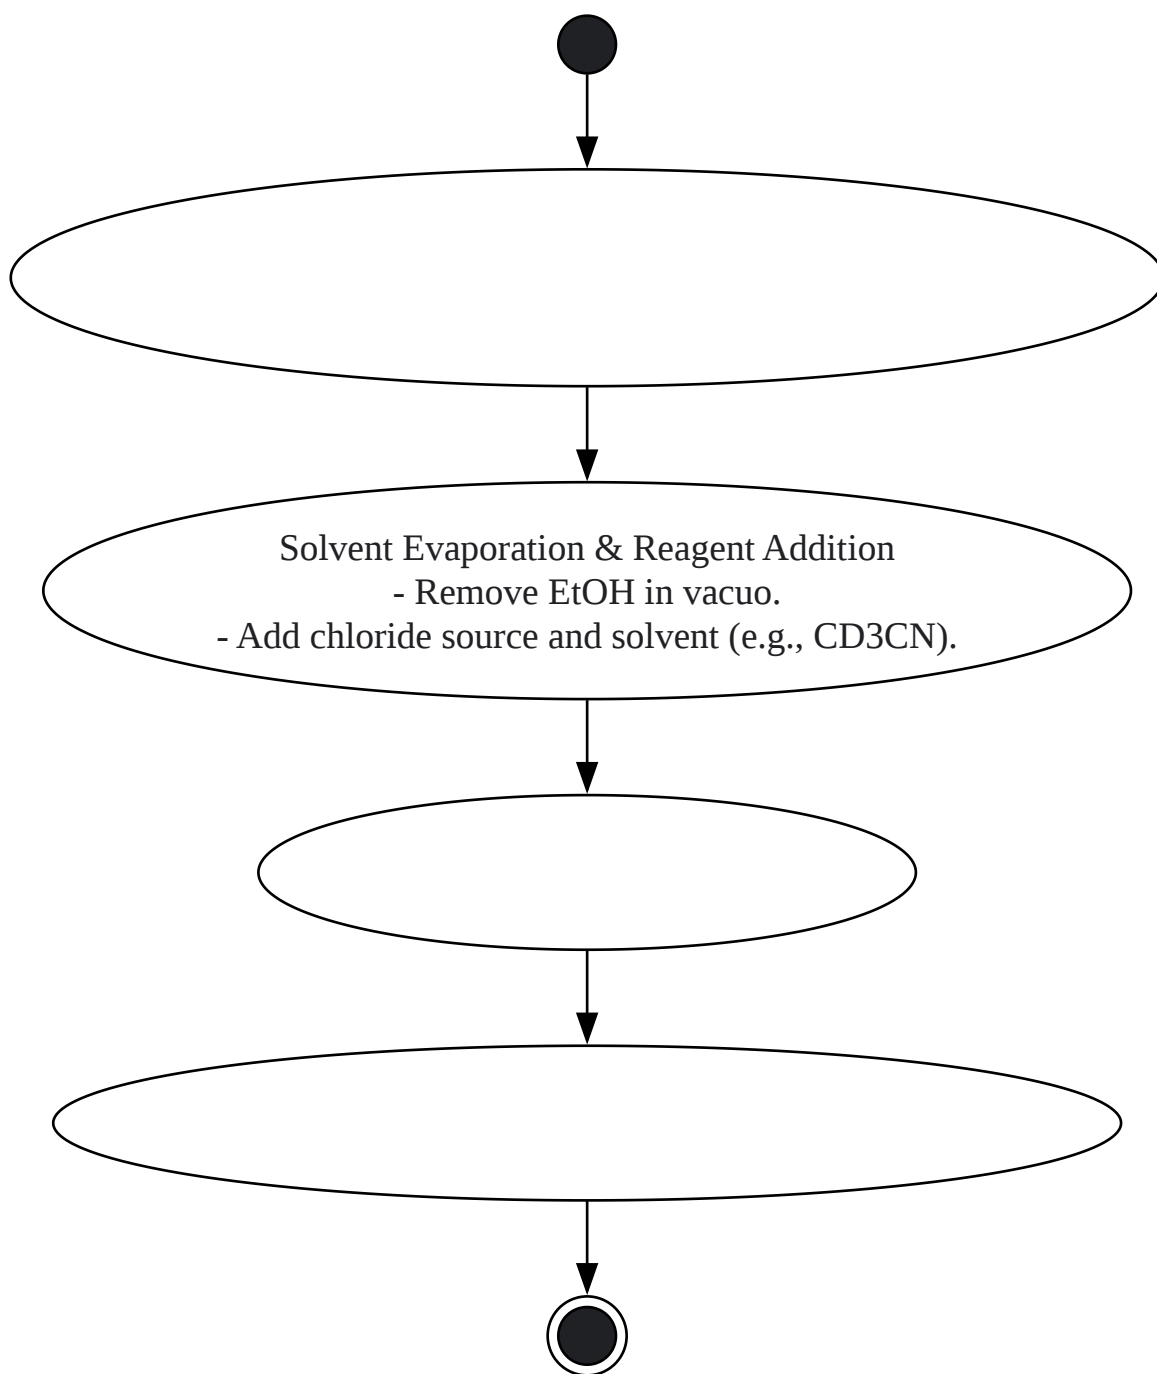 Solvent Evaporation & Reagent Addition
- Remove EtOH in vacuo.
- Add chloride source and solvent (e.g., CD3CN).